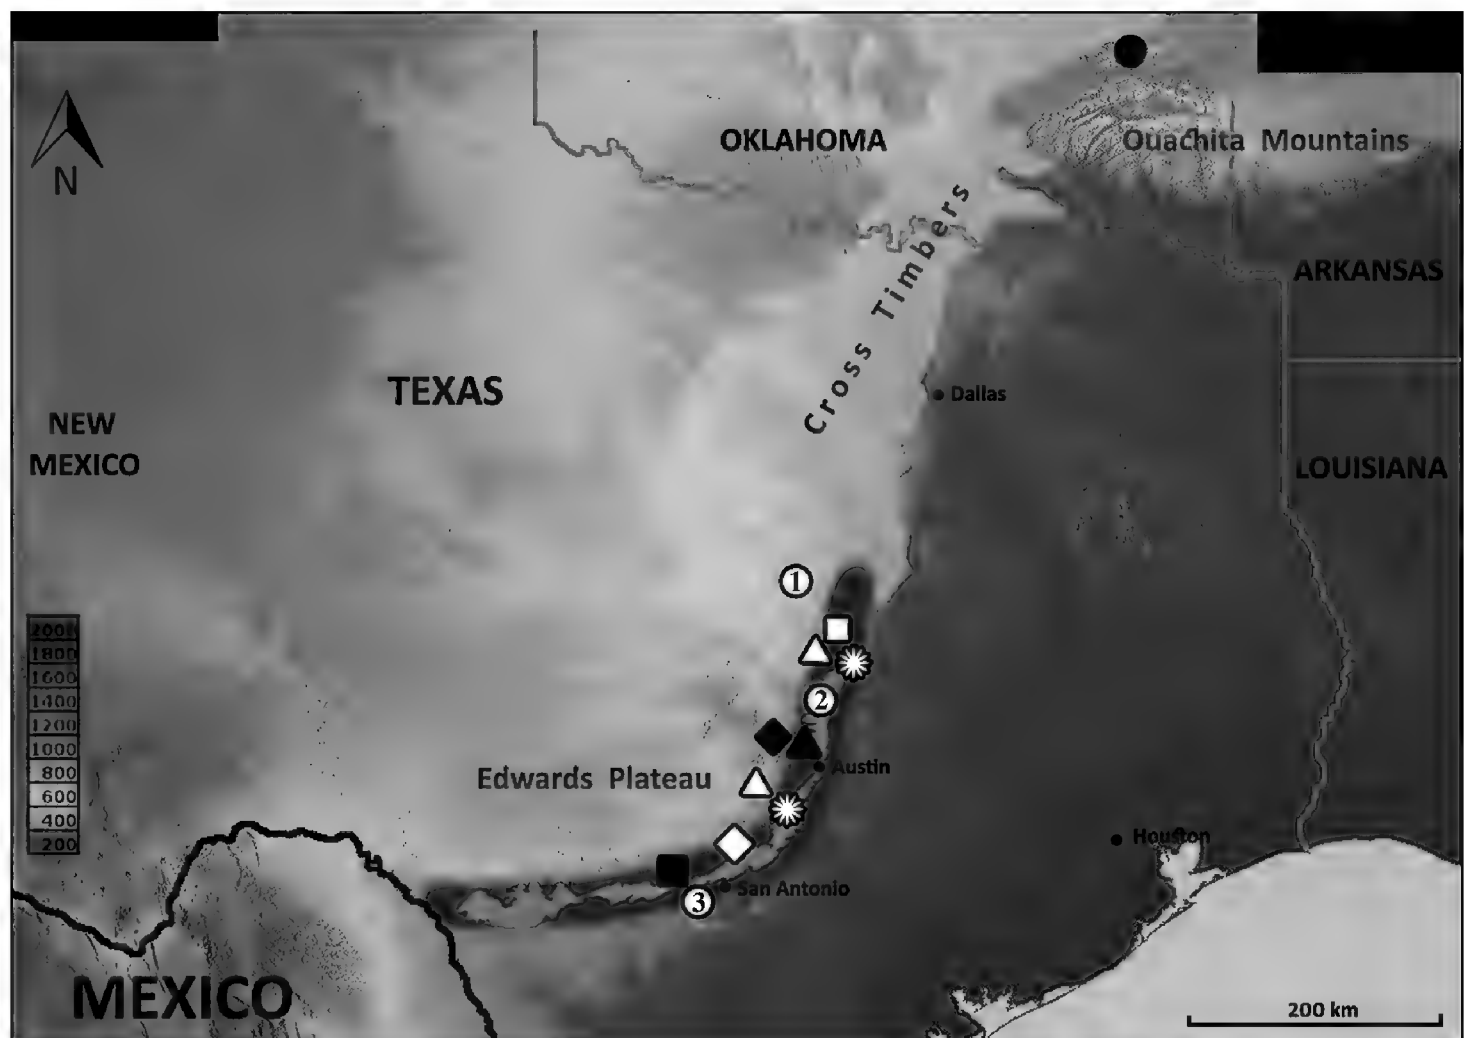 OKLAHOMA
Ouachita Mountains
N
Cross Timbers
ARKANSAS
TEXAS
Dallas
NEW
MEXICO
LOUISIANA
1
2
Austin
Edwards Plateau
Houston
San Antonio
3
2000
1800
1600
1400
1200
1000
800
600
400
200
MEXICO
200 km